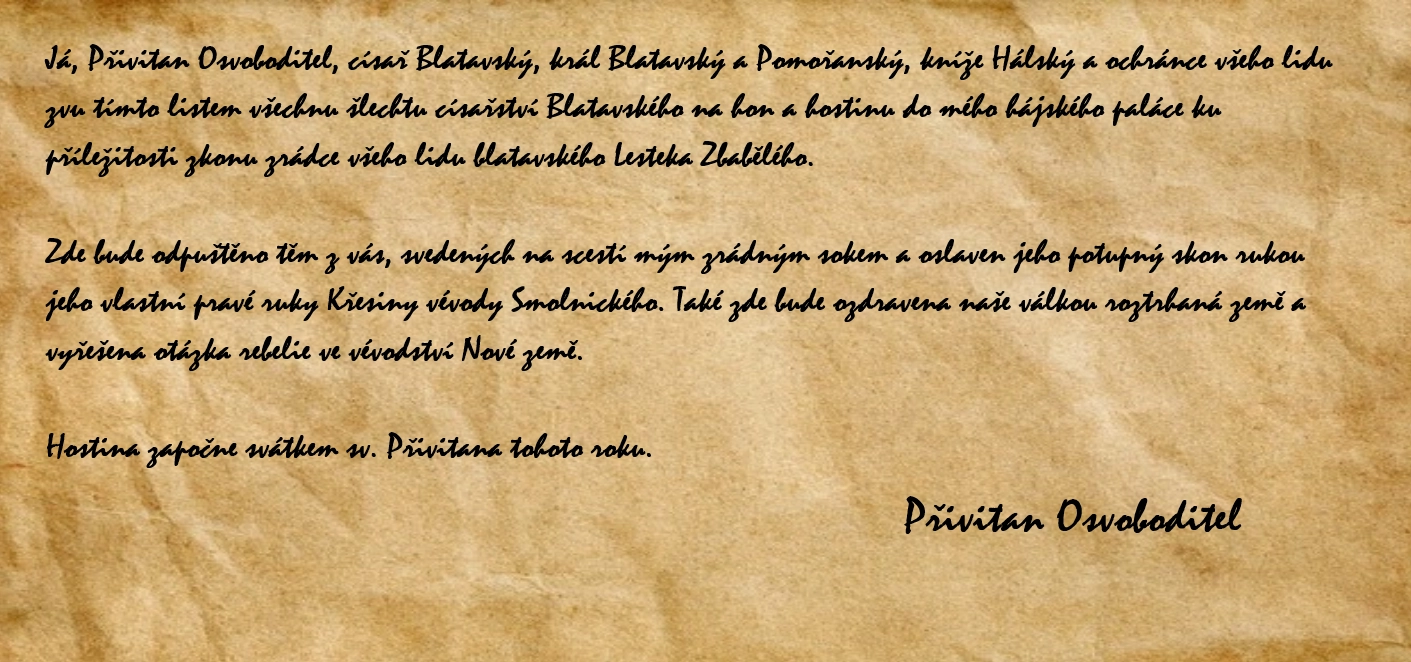 Já, Přivitan Osvoboditel, císař Blatavský, král Blatavský a Pomořanský, kníže Hálský a ochránce všeho lidu
zvu tímto listem všechnu šlechtu císařství Blatavského na hon a hostinu do mého hájského paláce ku
příležitosti zkonu zrádce všeho lidu blatavského Lesteka Zbabělého.
Zde bude odpuštěno těm z vás, svedených na scestí mým zrádným sokem a oslaven jeho potupný skon rukou
jeho vlastní pravé ruky Křesiny vévody Smolnického. Také zde bude ozdravena naše válkou roztrhaná země a
vyřešena otázka rebelie ve vévodství Nové země.
Hostina započne svátkem sv. Přivitana tohoto roku.
Přivitan Osvoboditel